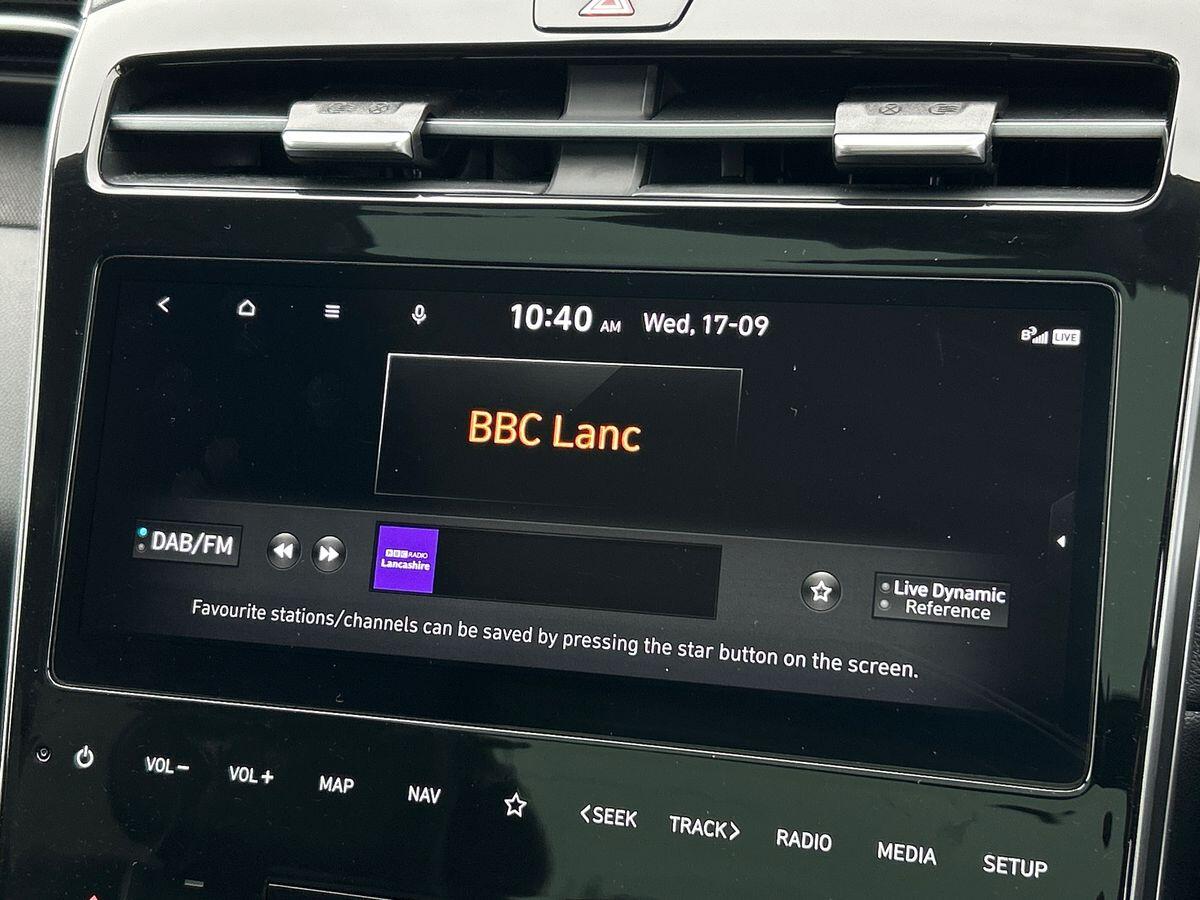 10:40 AM Wed, 17-09
LIVE
BBC Lanc
DAB/FM
BBC RADIO
Lancashire
Live Dynamic
Reference
Favourite stations/channels can be saved by pressing the star button on the screen.
VOL− VOL+ MAP NAV <SEEK TRACK> RADIO MEDIA SETUP